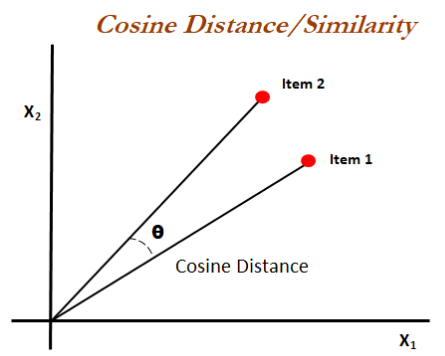 Cosine Distance/Similarity
Item 2
X₂
Item 1
θ
Cosine Distance
X₁